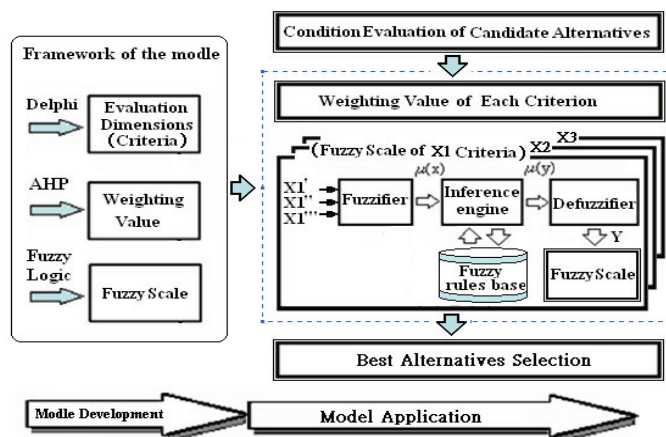 Framework of the modle
Delphi
Evaluation
Dimensions
(Criteria)
AHP
Weighting
Value
Fuzzy
Logic
Fuzzy Scale
Condition Evaluation of Candidate Alternatives
Weighting Value of Each Criterion
X3
X2
(Fuzzy Scale of X1 Criteria)
μ(x)
μ(y)
X1'
X1''
X1'''
Fuzzifier
Inference
engine
Defuzzifier
Y
Fuzzy
rules base
Fuzzy Scale
Best Alternatives Selection
Modle Development
Model Application